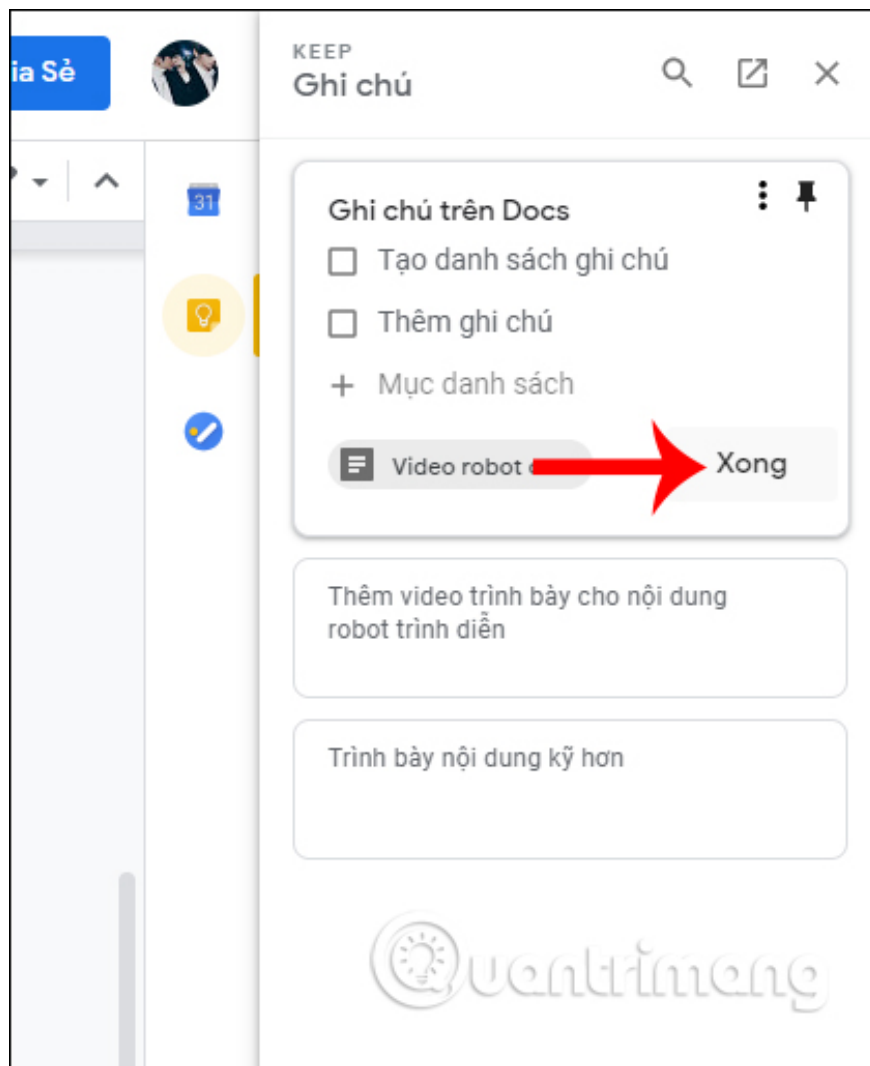 ia Sẻ
KEEP
Ghi chú
31
Ghi chú trên Docs
Tạo danh sách ghi chú
Thêm ghi chú
+ Mục danh sách
Video robot
Xong
Thêm video trình bày cho nội dung
robot trình diễn
Trình bày nội dung kỹ hơn
Quantrimang